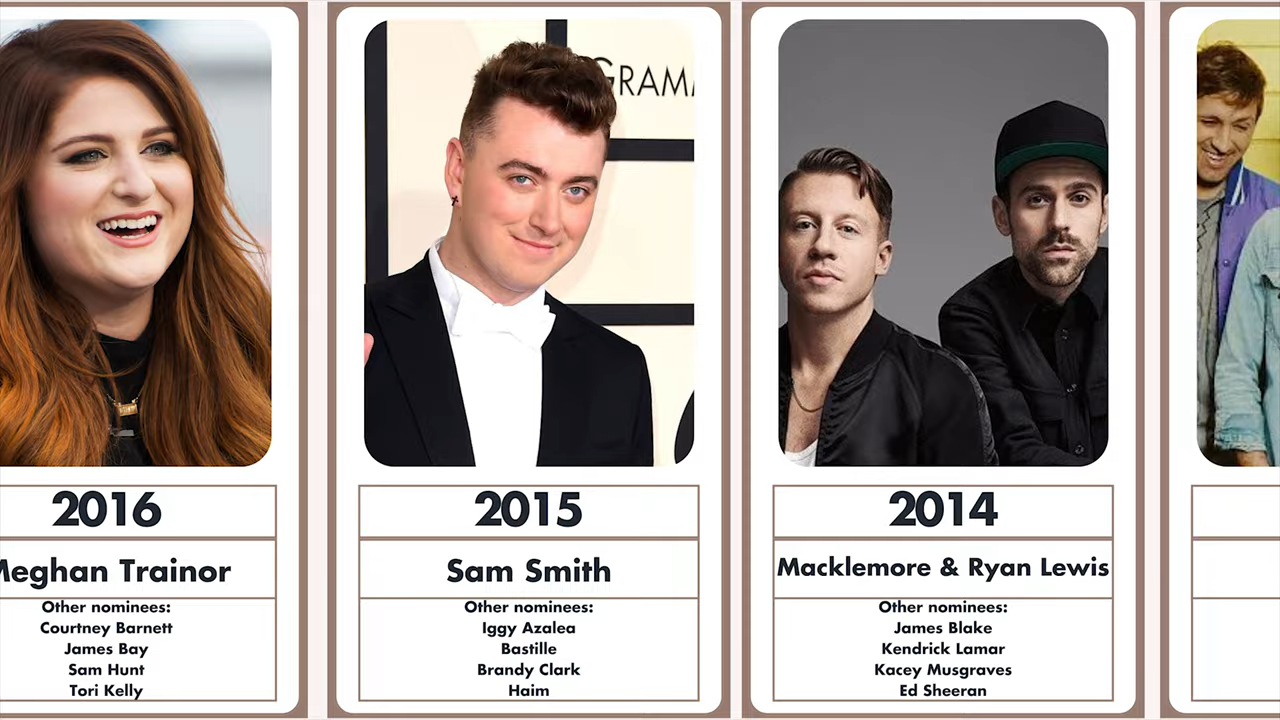 GRAMM
2016
Meghan Trainor
Other nominees:
Courtney Barnett
James Bay
Sam Hunt
Tori Kelly
2015
Sam Smith
Other nominees:
Iggy Azalea
Bastille
Brandy Clark
Haim
2014
Macklemore & Ryan Lewis
Other nominees:
James Blake
Kendrick Lamar
Kacey Musgraves
Ed Sheeran